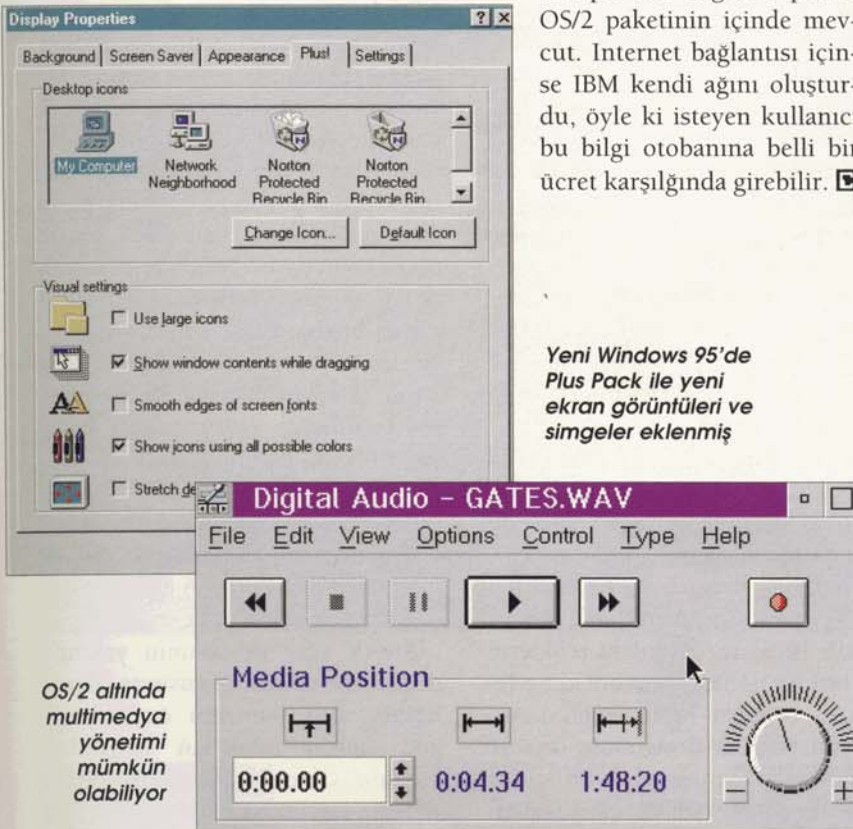 Display Properties
Background Screen Saver Appearance Plus! Settings
Desktop icons
My Computer
Network Neighborhood
Norton Protected Recycle Bin
Norton Protected Recycle Bin
Change Icon... Default Icon
Visual settings
Use large icons
Show window contents while dragging
Smooth edges of screen fonts
Show icons using all possible colors
Stretch
OS/2 paketinin içinde mev-
cut. Internet bağlantısı için-
se IBM kendi ağını oluştur-
du, öyle ki isteyen kullanıcı
bu bilgi otobanına belli bir
ücret karşılğında girebilir.
Yeni Windows 95'de
Plus Pack ile yeni
ekran görüntüleri ve
simgeler eklenmiş
Digital Audio - GATES.WAV
File Edit View Options Control Type Help
Media Position
0:00.00 0:04.34 1:48:20
OS/2 altında
multimedya
yönetimi
mümkün
olabiliyor